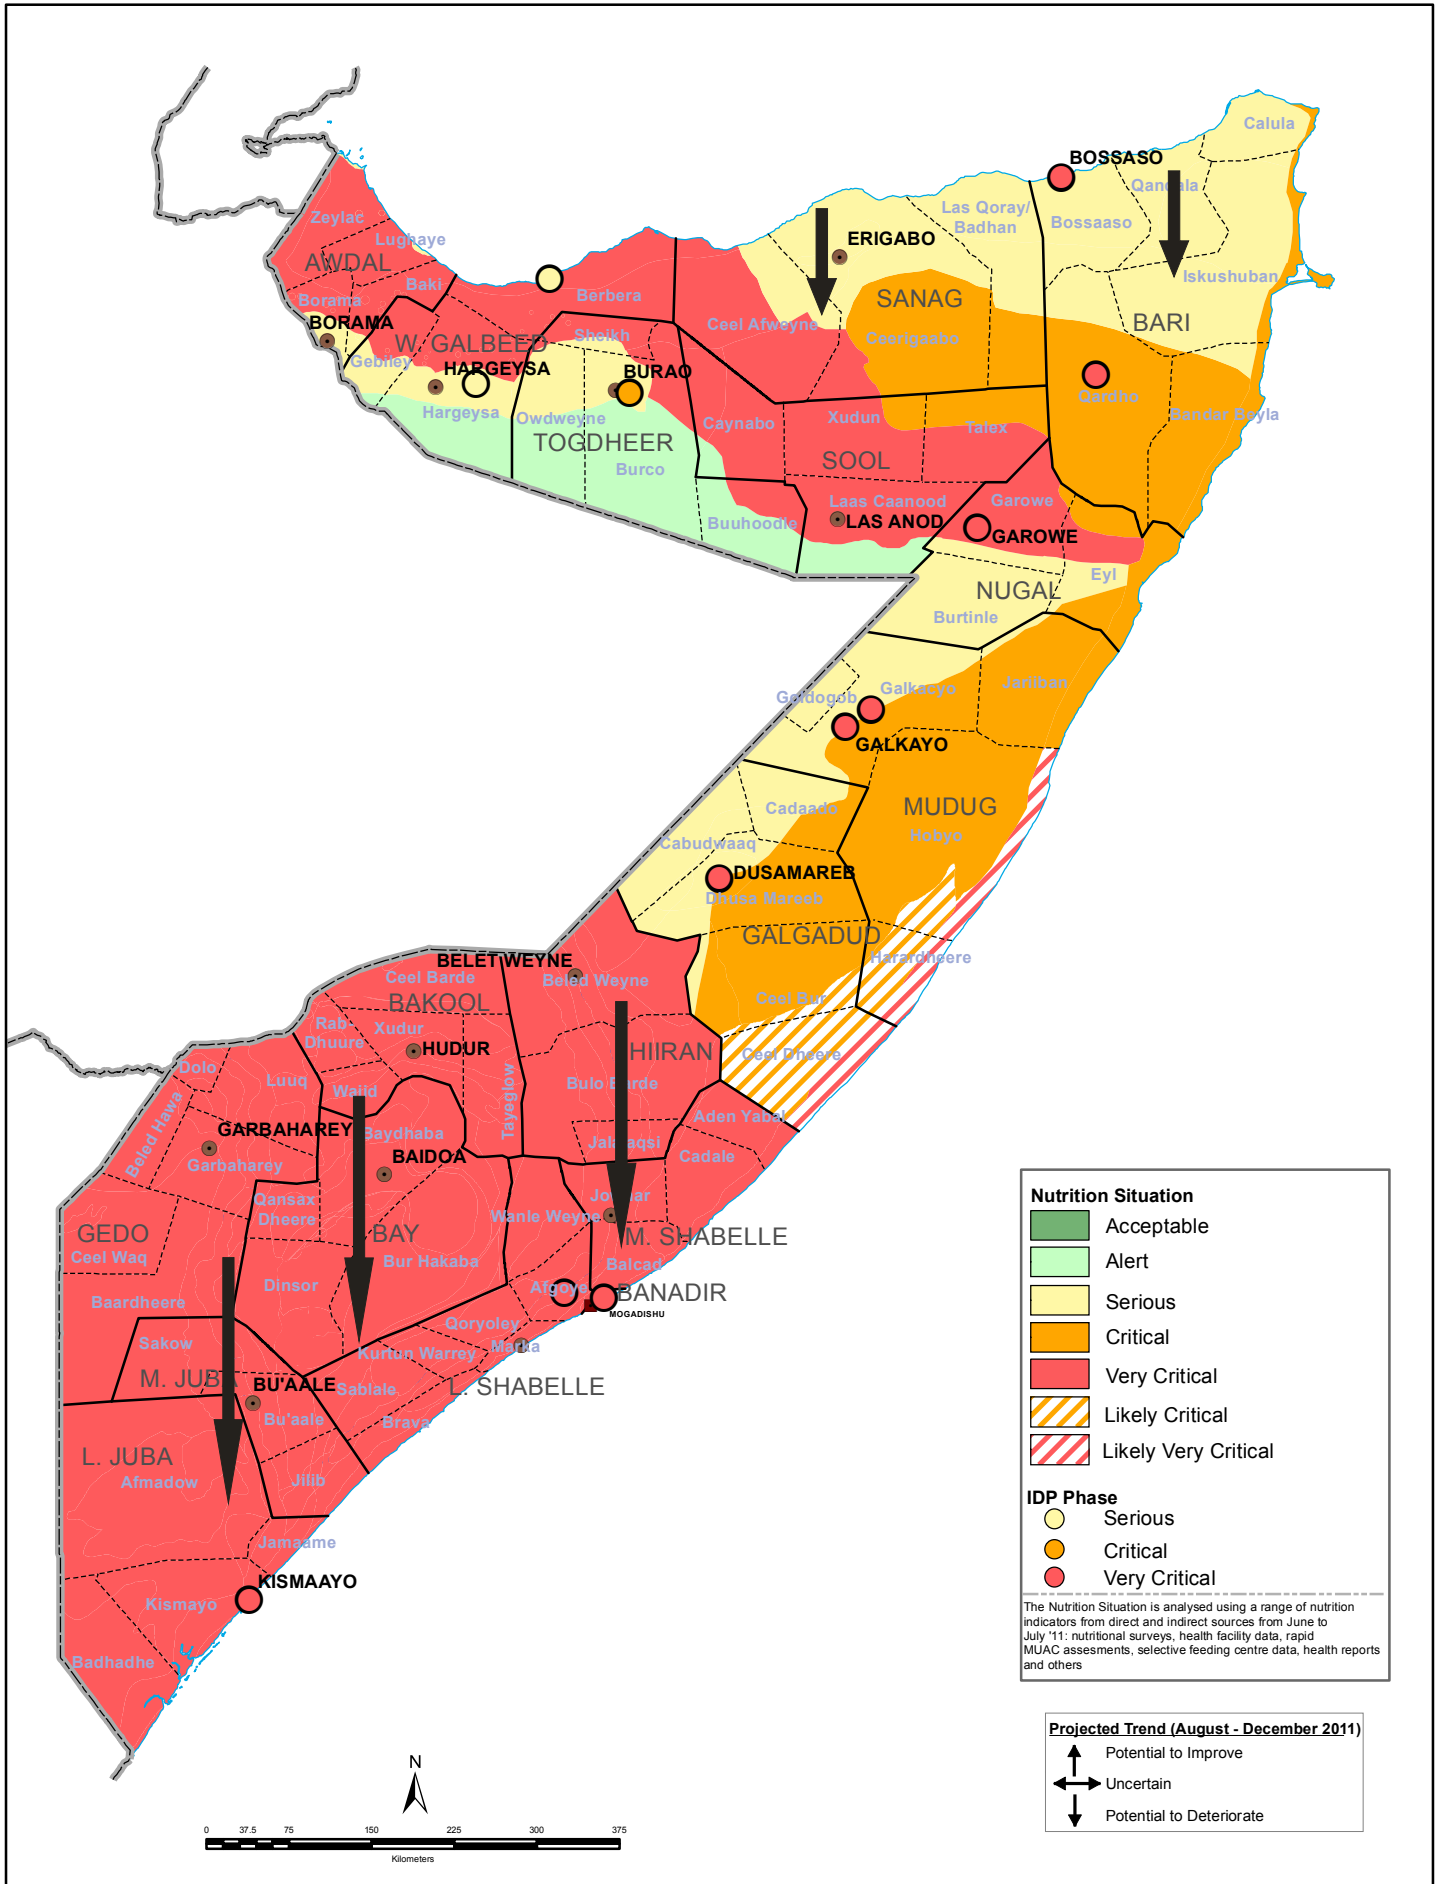 Calula
BOSSASO
Qandala
Zeylac
Las Qoray/
Badhan
Bossaaso
Lughaye
ERIGABO
AWDAL
Iskushuban
Baki
Berbera
SANAG
Borama
BORAMA
Ceel Afweyne
BARI
Sheikh
Ceerigaabo
W. GALBEED
Gebiley
HARGEYSA
BURAO
Qardho
Hargeysa
Owdweyne
Caynabo
Xudun
Talex
Bandar Beyla
TOGDHEER
SOOL
Burco
Laas Caanood
Garowe
Buuhoodle
LAS ANOD
GAROWE
Eyl
NUGAL
Burtinle
Jariiban
Galkacyo
Goldogob
GALKAYO
Cadaado
MUDUG
Hobyo
Cabudwaaq
DUSAMAREB
Dhusa Mareeb
GALGADUD
Harardheere
BELET WEYNE
Ceel Barde
Beled Weyne
BAKOOL
Ceel Bur
Rab-
Dhuure
Xudur
HUDUR
HIIRAN
Ceel Dheere
Dolo
Luuq
Wajid
Tayeglow
Bulo Barde
Aden Yabal
Beled Hawa
GARBAHAREY
Baydhaba
Jalalaqsi
Garbaharey
BAIDOA
Cadale
Qansax
Dheere
Jowhar
Wanle Weyne
GEDO
BAY
M. SHABELLE
Ceel Waq
Bur Hakaba
Balcad
Dinsor
Afgoye
BANADIR
MOGADISHU
Baardheere
Qoryoley
Sakow
Marka
Kurtun Warrey
M. JUBA
BU'AALE
Sablale
L. SHABELLE
Bu'aale
Brava
L. JUBA
Afmadow
Jilib
Jamaame
KISMAAYO
Kismayo
Badhadhe
Nutrition Situation
Acceptable
Alert
Serious
Critical
Very Critical
Likely Critical
Likely Very Critical
IDP Phase
Serious
Critical
Very Critical
The Nutrition Situation is analysed using a range of nutrition
indicators from direct and indirect sources from June to
July '11: nutritional surveys, health facility data, rapid
MUAC assesments, selective feeding centre data, health reports
and others
Projected Trend (August - December 2011)
Potential to Improve
Uncertain
Potential to Deteriorate
N
0 37.5 75 150 225 300 375
Kilometers